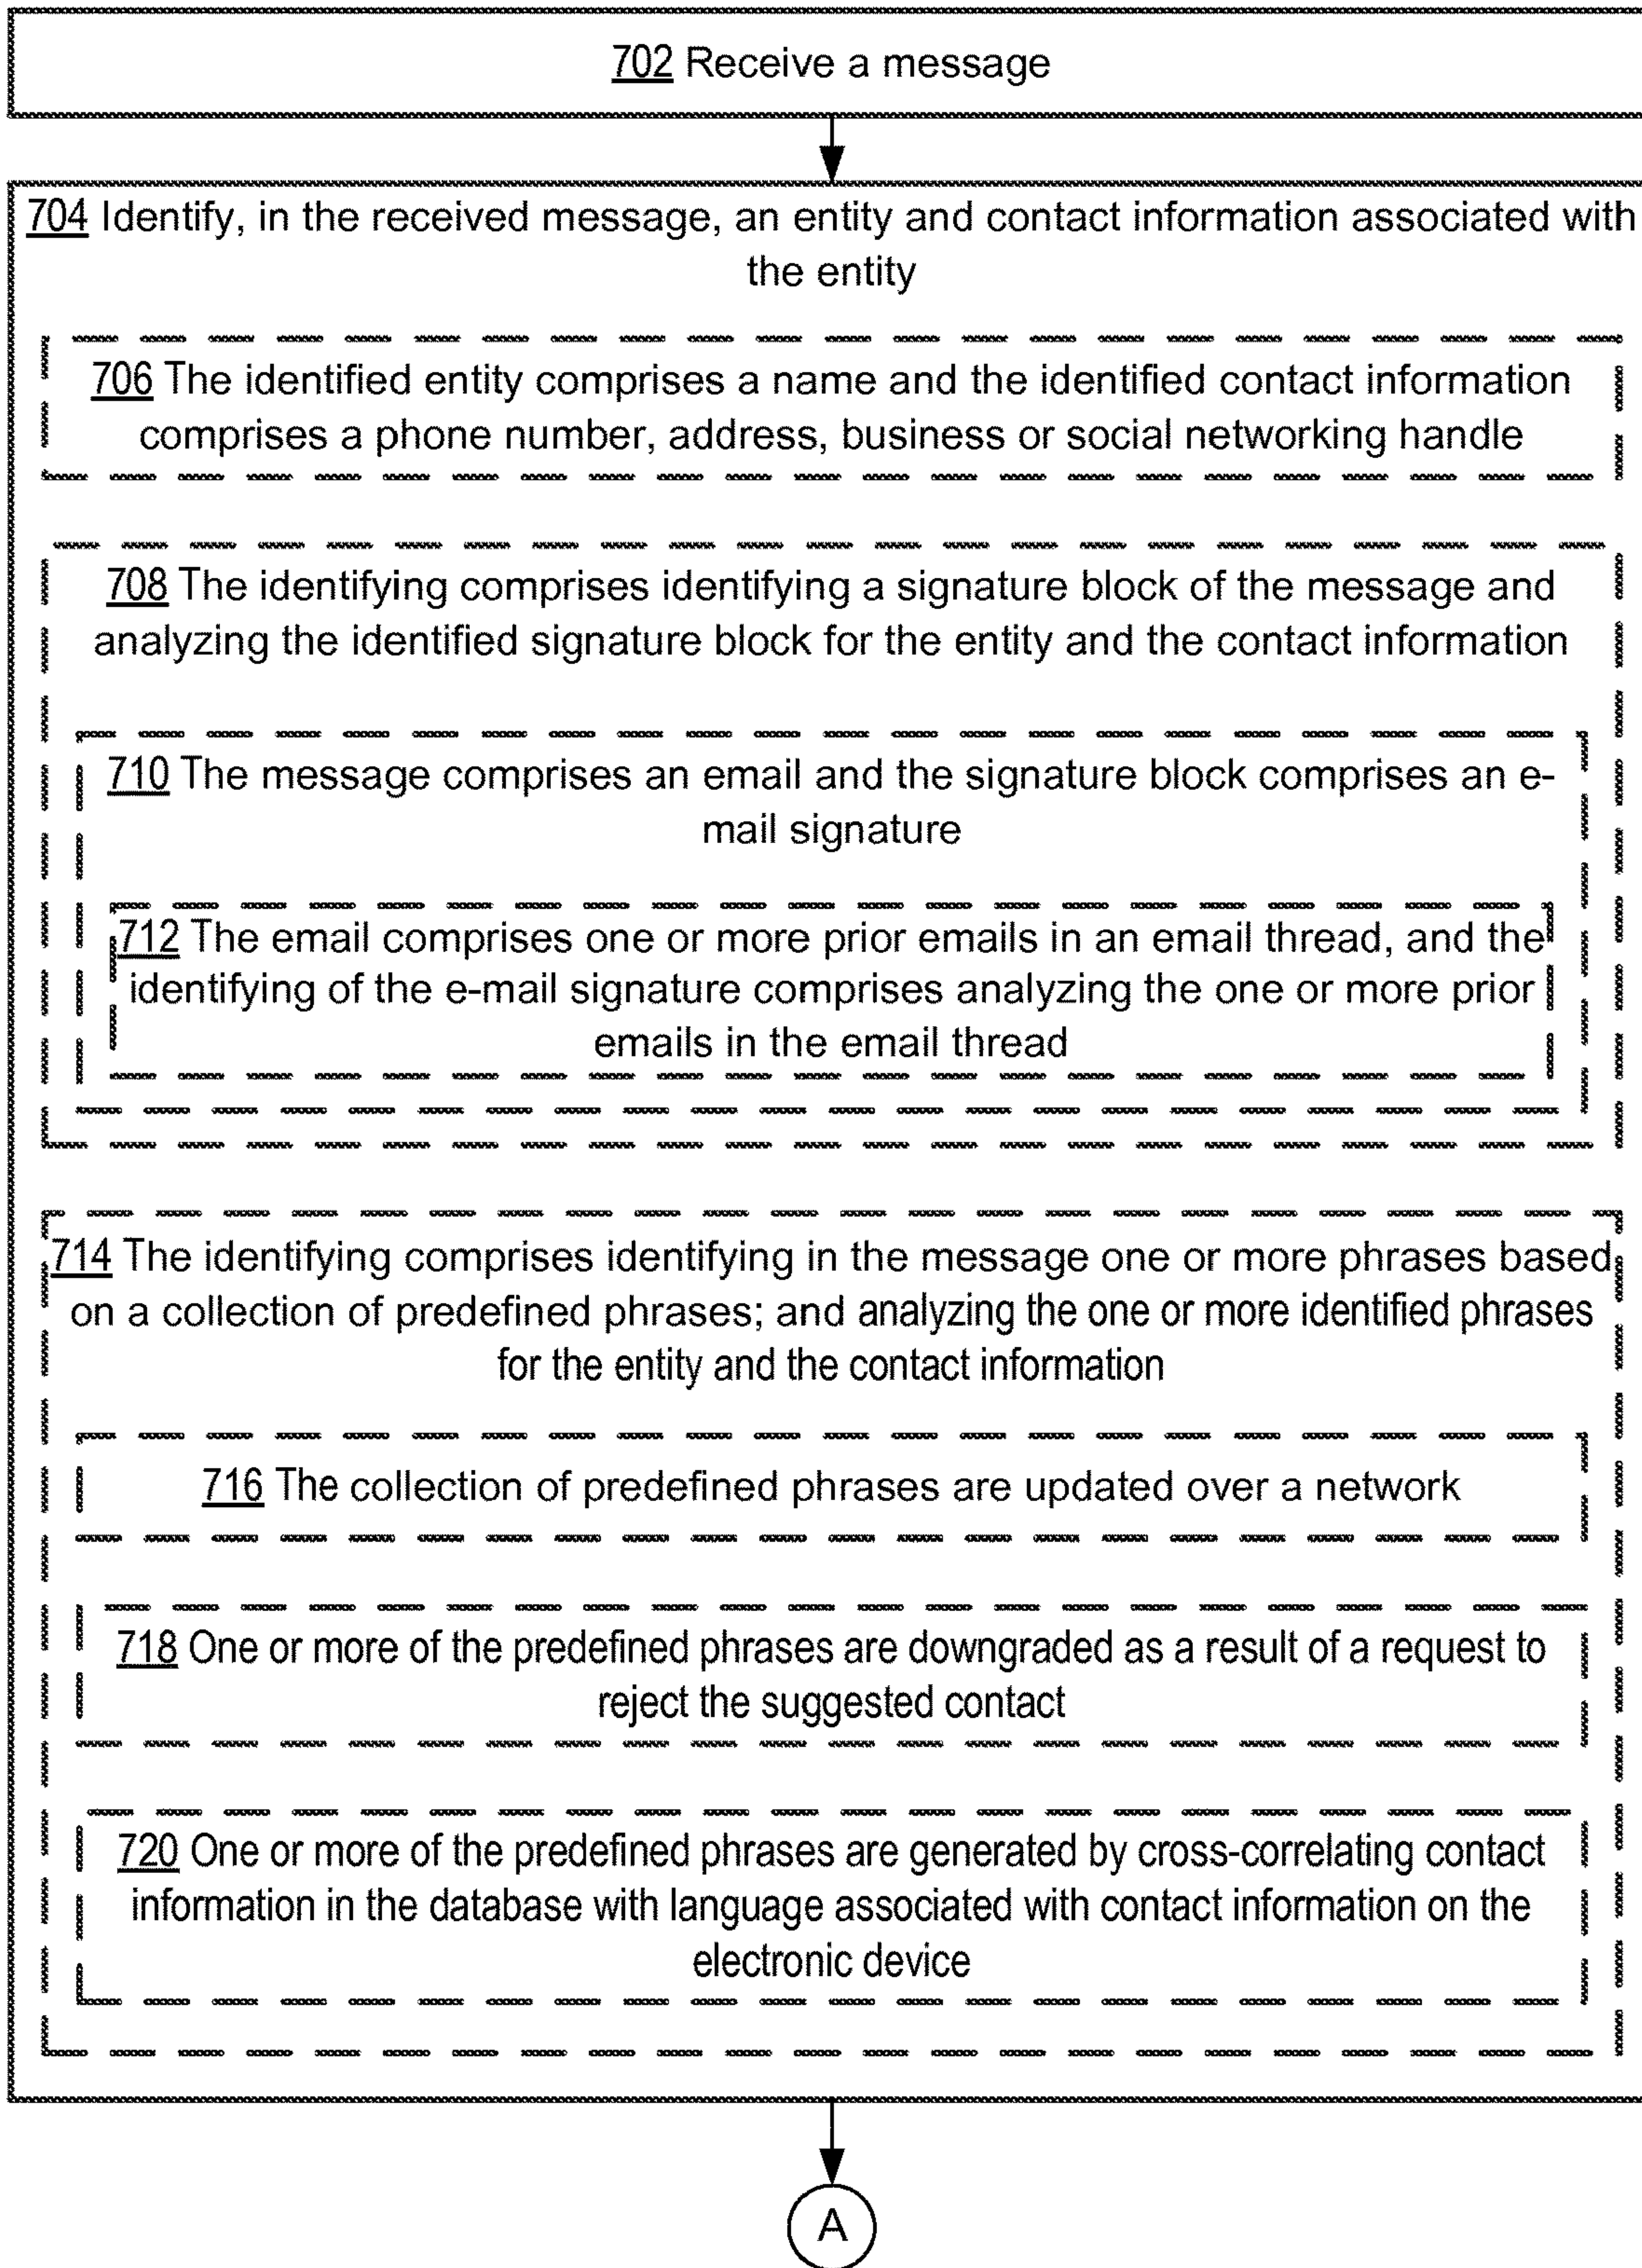 702 Receive a message
704 Identify, in the received message, an entity and contact information associated with
the entity
706 The identified entity comprises a name and the identified contact information
comprises a phone number, address, business or social networking handle
708 The identifying comprises identifying a signature block of the message and
analyzing the identified signature block for the entity and the contact information
710 The message comprises an email and the signature block comprises an e-
mail signature
712 The email comprises one or more prior emails in an email thread, and the
identifying of the e-mail signature comprises analyzing the one or more prior
emails in the email thread
714 The identifying comprises identifying in the message one or more phrases based
on a collection of predefined phrases; and analyzing the one or more identified phrases
for the entity and the contact information
716 The collection of predefined phrases are updated over a network
718 One or more of the predefined phrases are downgraded as a result of a request to
reject the suggested contact
720 One or more of the predefined phrases are generated by cross-correlating contact
information in the database with language associated with contact information on the
electronic device
A